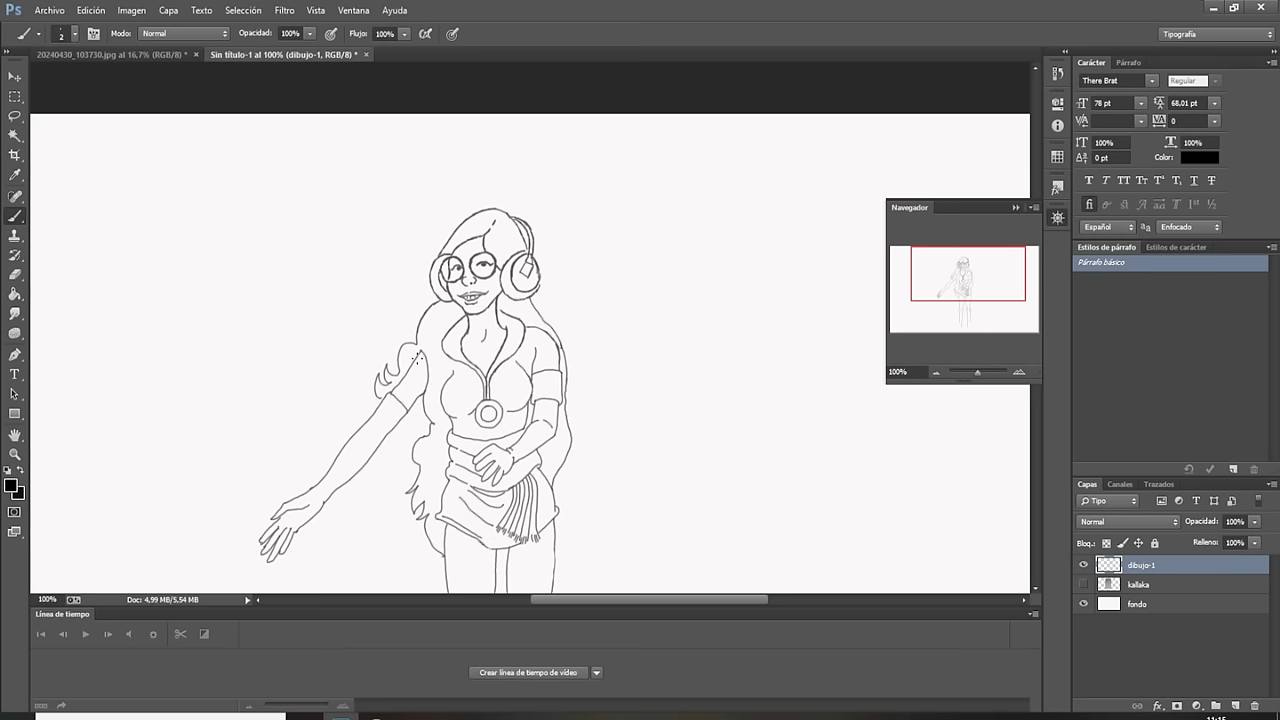 Ps Archivo Edición Imagen Capa Texto Selección Filtro Vista Ventana Ayuda
2 Modo: Normal Opacidad: 100% Flujo: 100% Tipografía
20240430_103730.jpg al 16,7% (RGB/8) * × Sin título-1 al 100% (dibujo-1, RGB/8) * ×
Carácter Párrafo
There Brat Regular
78 pt 68,01 pt
0
100% 100%
0 pt Color:
Español Enfocado
Navegador
100%
Estilos de párrafo Estilos de carácter
Párrafo básico
Capas Canales Trazados
Tipo
Normal Opacidad: 100%
Bloq.: Relleno: 100%
dibujo-1
kallaka
fondo
100% Doc: 4,99 MB/5,54 MB
Línea de tiempo
Crear línea de tiempo de vídeo
11:15